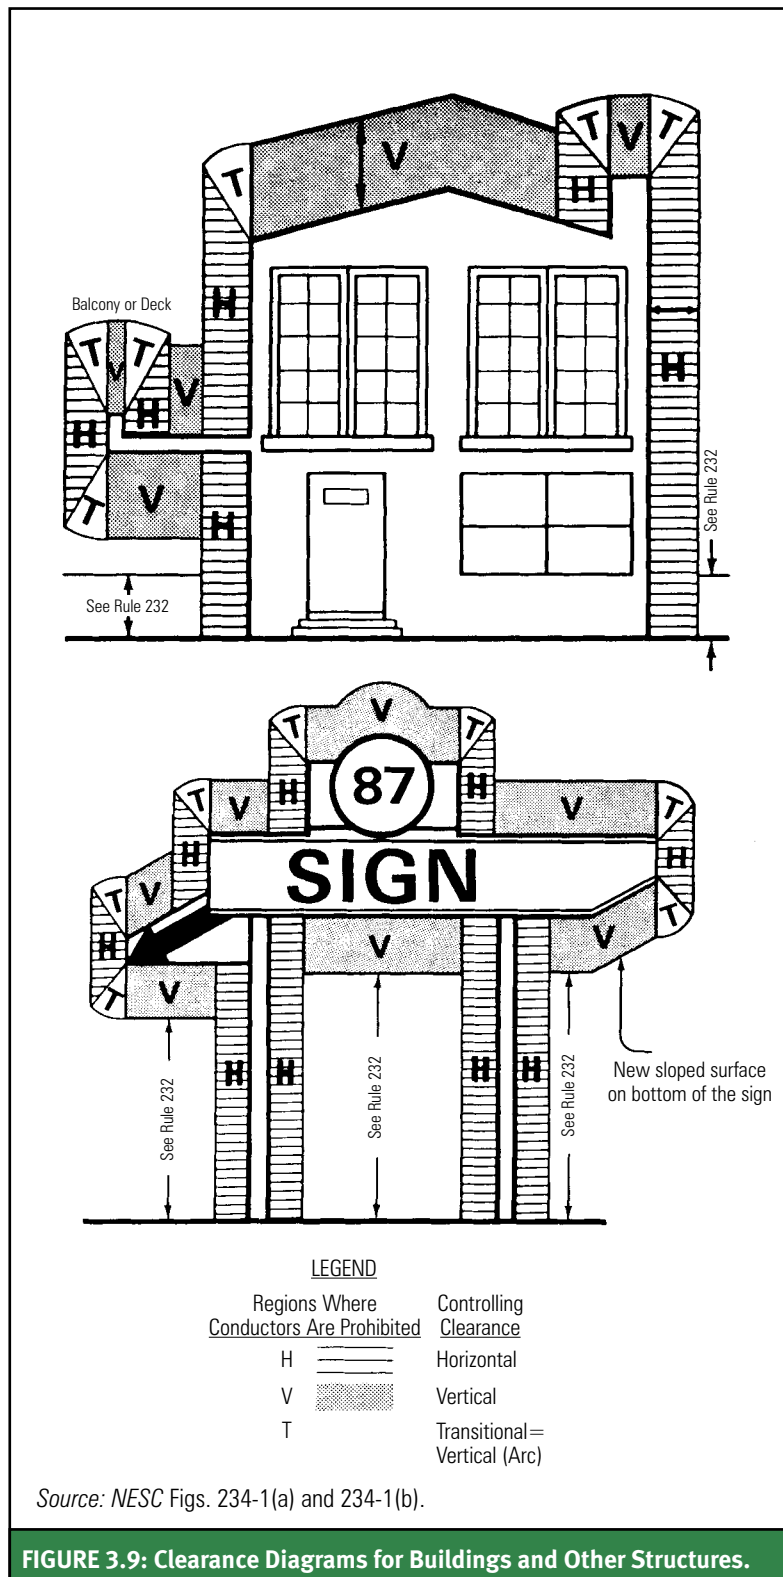 T
V
T
T
V
H
H
Balcony or Deck
T
V
T
V
H
H
H
T
V
H
See Rule 232
See Rule 232
V
T
T
H
87
H
T
V
V
T
H
H
SIGN
T
V
H
T
V
V
V
T
H
H
H
H
See Rule 232
See Rule 232
See Rule 232
New sloped surface
on bottom of the sign
LEGEND
Regions Where Controlling
Conductors Are Prohibited Clearance
H Horizontal
V Vertical
T Transitional=
Vertical (Arc)
Source: NESC Figs. 234-1(a) and 234-1(b).
FIGURE 3.9: Clearance Diagrams for Buildings and Other Structures.